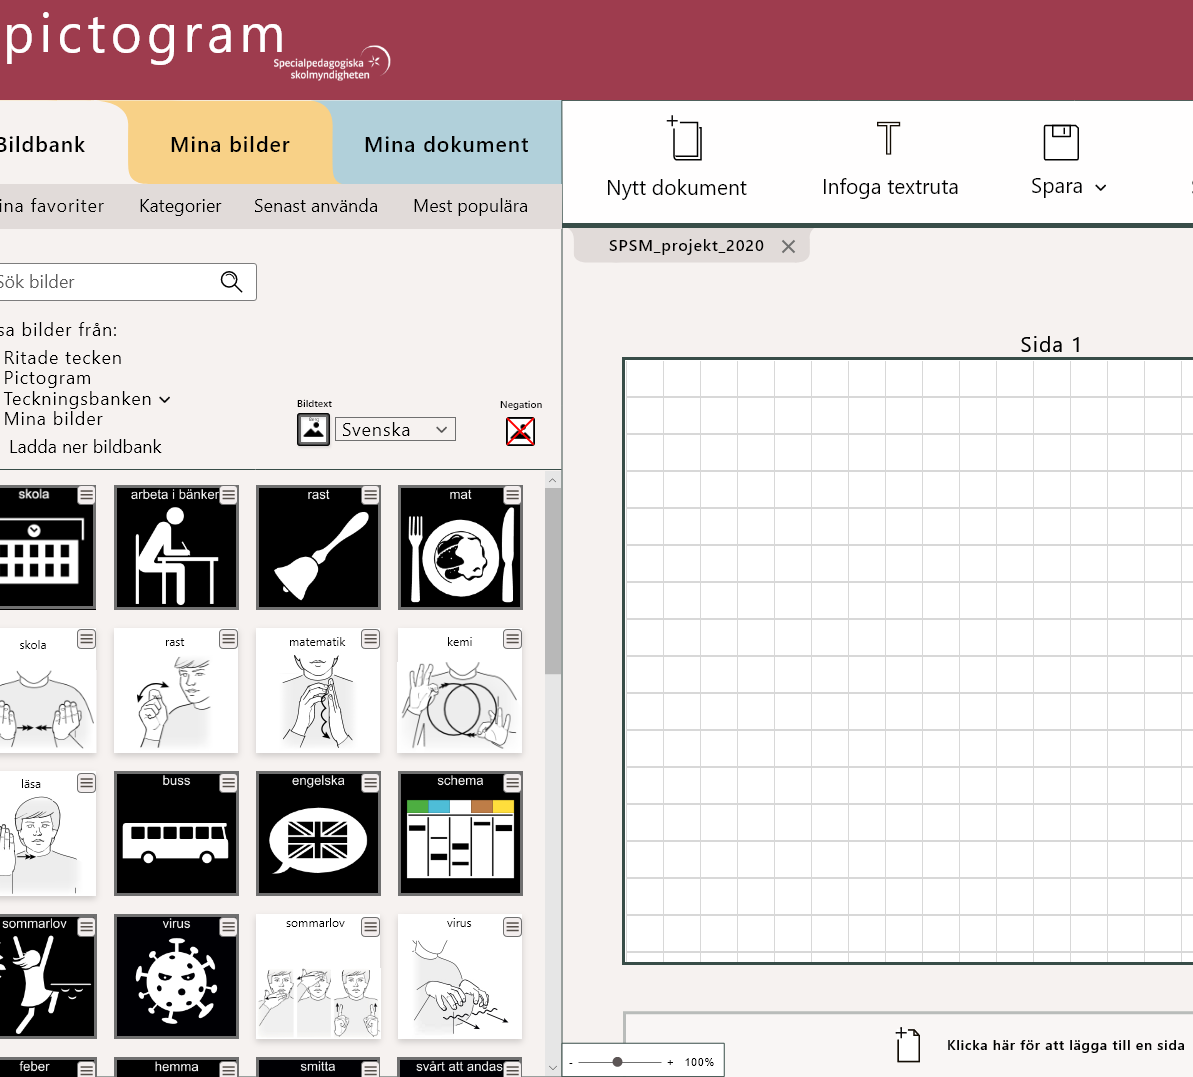 pictogram
Specialpedagogiska
skolmyndigheten
Bildbank
Mina bilder
Mina dokument
Nytt dokument
Infoga textruta
Spara
ina favoriter
Kategorier
Senast använda
Mest populära
SPSM_projekt_2020
Sök bilder
sa bilder från:
Ritade tecken
Pictogram
Teckningsbanken
Mina bilder
Ladda ner bildbank
Bildtext
Svenska
Negation
Sida 1
skola
arbeta i bänken
rast
mat
skola
rast
matematik
kemi
läsa
buss
engelska
schema
sommarlov
virus
sommarlov
virus
feber
hemma
smitta
svårt att andas
- + 100%
Klicka här för att lägga till en sida